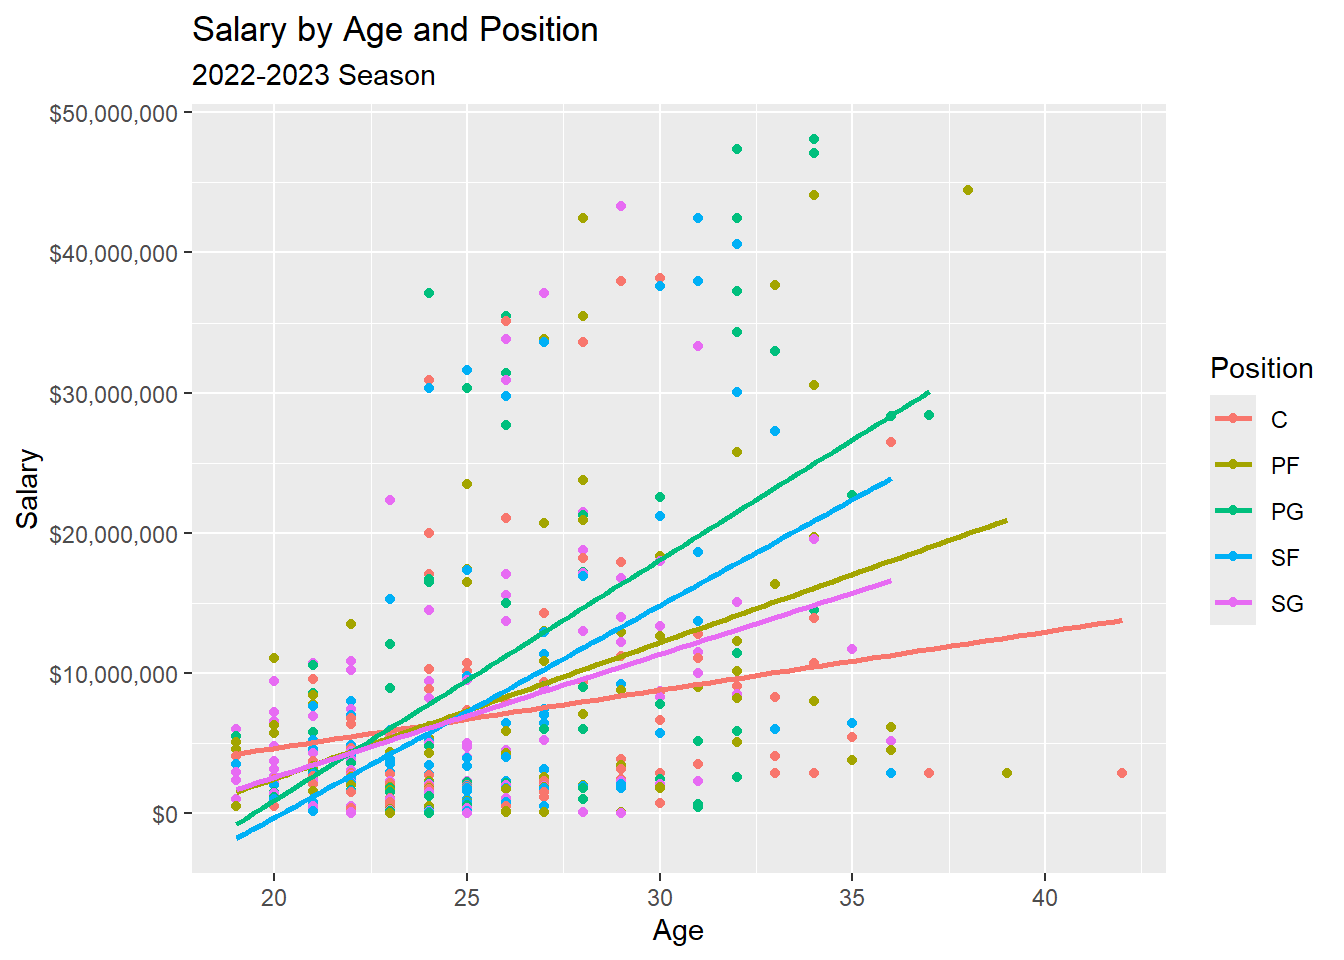 Salary by Age and Position
2022-2023 Season
$50,000,000
$40,000,000
$30,000,000
$20,000,000
$10,000,000
$0
Salary
20 25 30 35 40
Age
Position
C
PF
PG
SF
SG